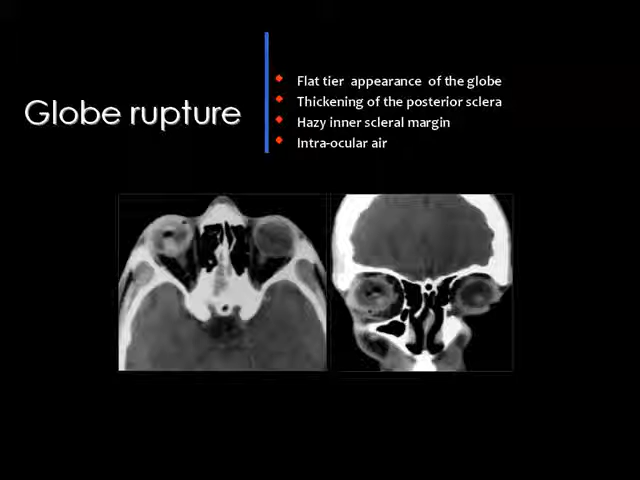 Globe rupture
Flat tier appearance of the globe
Thickening of the posterior sclera
Hazy inner scleral margin
Intra-ocular air